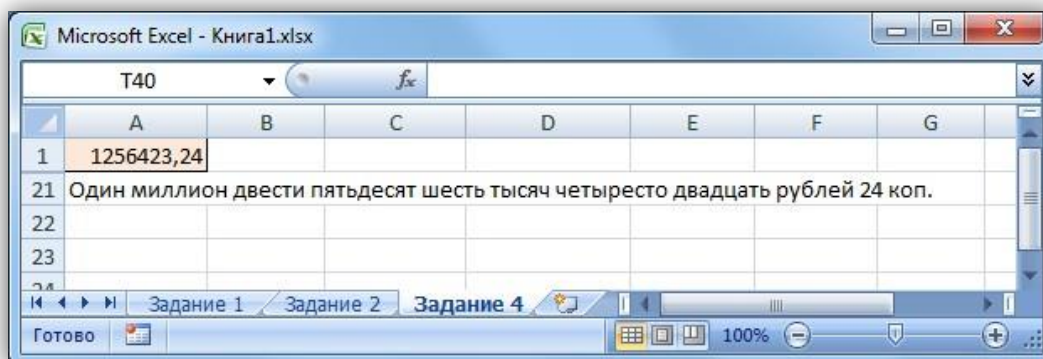 Microsoft Excel - Книга1.xlsx
T40 fx
A B C D E F G
1 1256423,24
21 Один миллион двести пятьдесят шесть тысяч четыресто двадцать рублей 24 коп.
22
23
24
Задание 1 Задание 2 Задание 4
Готово 100%